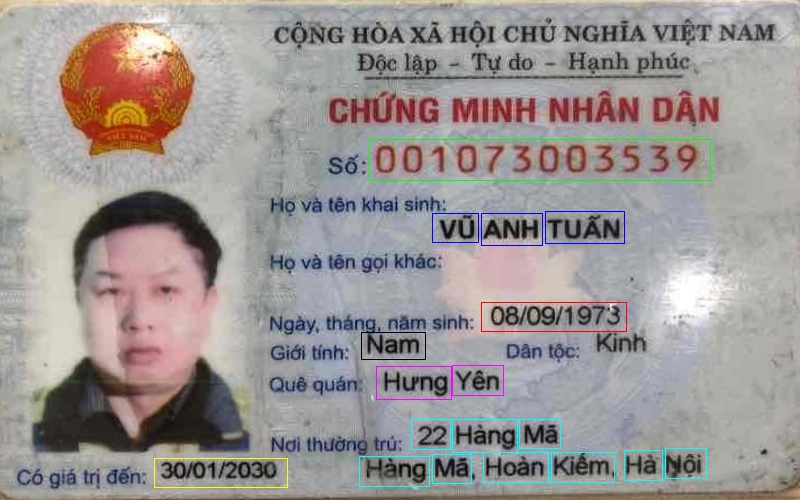 CỘNG HÒA XÃ HỘI CHỦ NGHĨA VIỆT NAM
Độc lập - Tự do - Hạnh phúc
CHỨNG MINH NHÂN DÂN
Số: 001073003539
Họ và tên khai sinh:
VŨ ANH TUẤN
Họ và tên gọi khác:
Ngày, tháng, năm sinh: 08/09/1973
Giới tính: Nam Dân tộc: Kinh
Quê quán: Hưng Yên
Nơi thường trú: 22 Hàng Mã
Hàng Mã, Hoàn Kiếm, Hà Nội
Có giá trị đến: 30/01/2030
VIỆT NAM